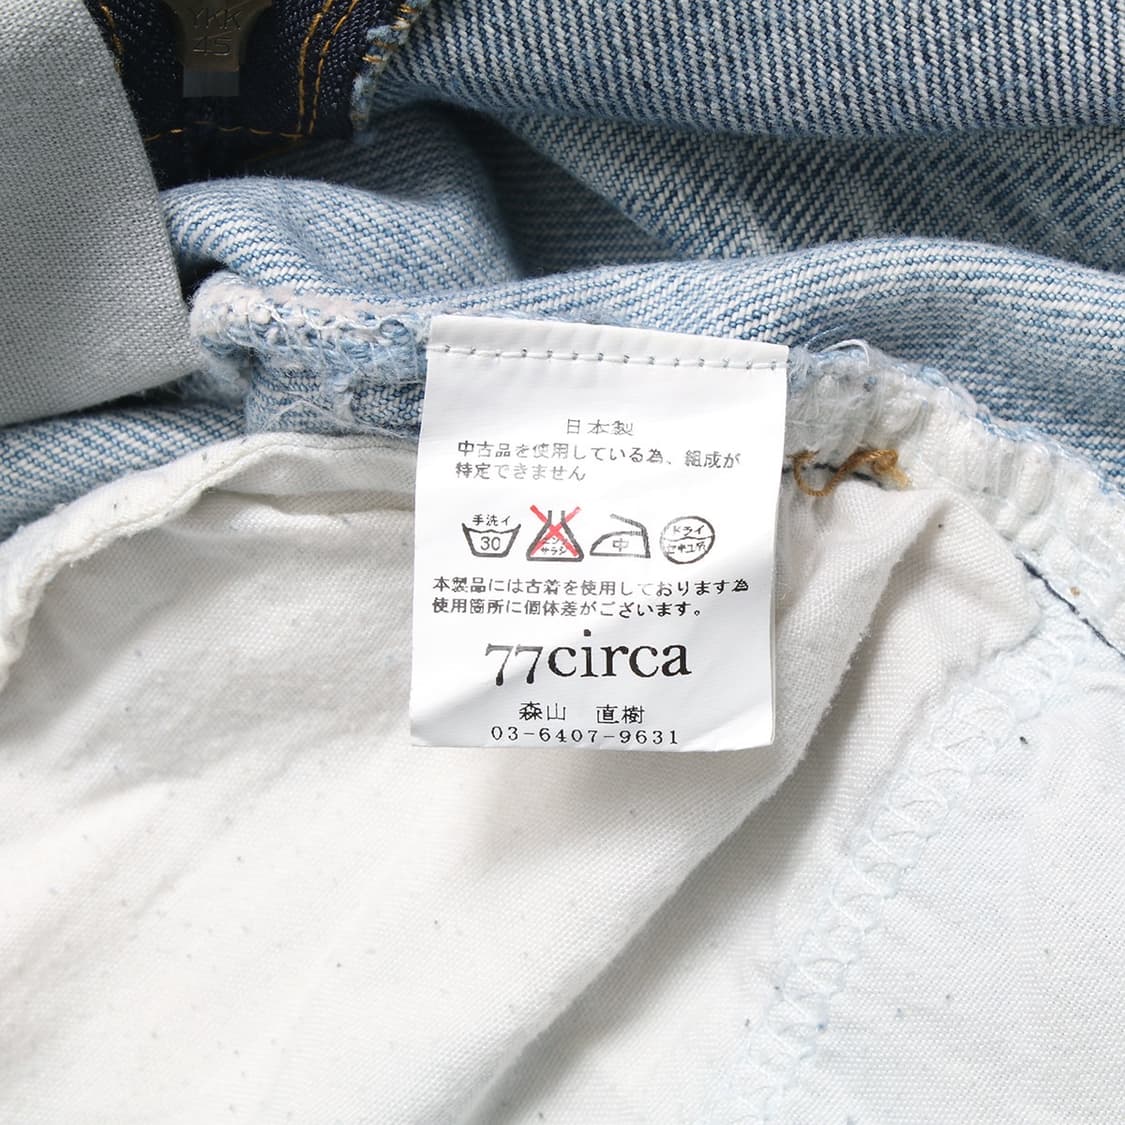 YKK
45
日本製
中古品を使用している為、組成が
特定できません
手洗イ
30
エンソ
サラシ
中
ドライ
セキユ系
本製品には古着を使用しております為
使用箇所に個体差がございます。
77circa
森山 直樹
03-6407-9631